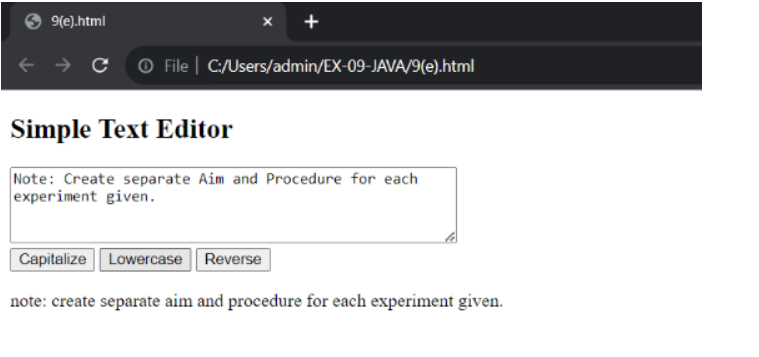 9(e).html
File | C:/Users/admin/EX-09-JAVA/9(e).html
Simple Text Editor
Note: Create separate Aim and Procedure for each
experiment given.
Capitalize Lowercase Reverse
note: create separate aim and procedure for each experiment given.